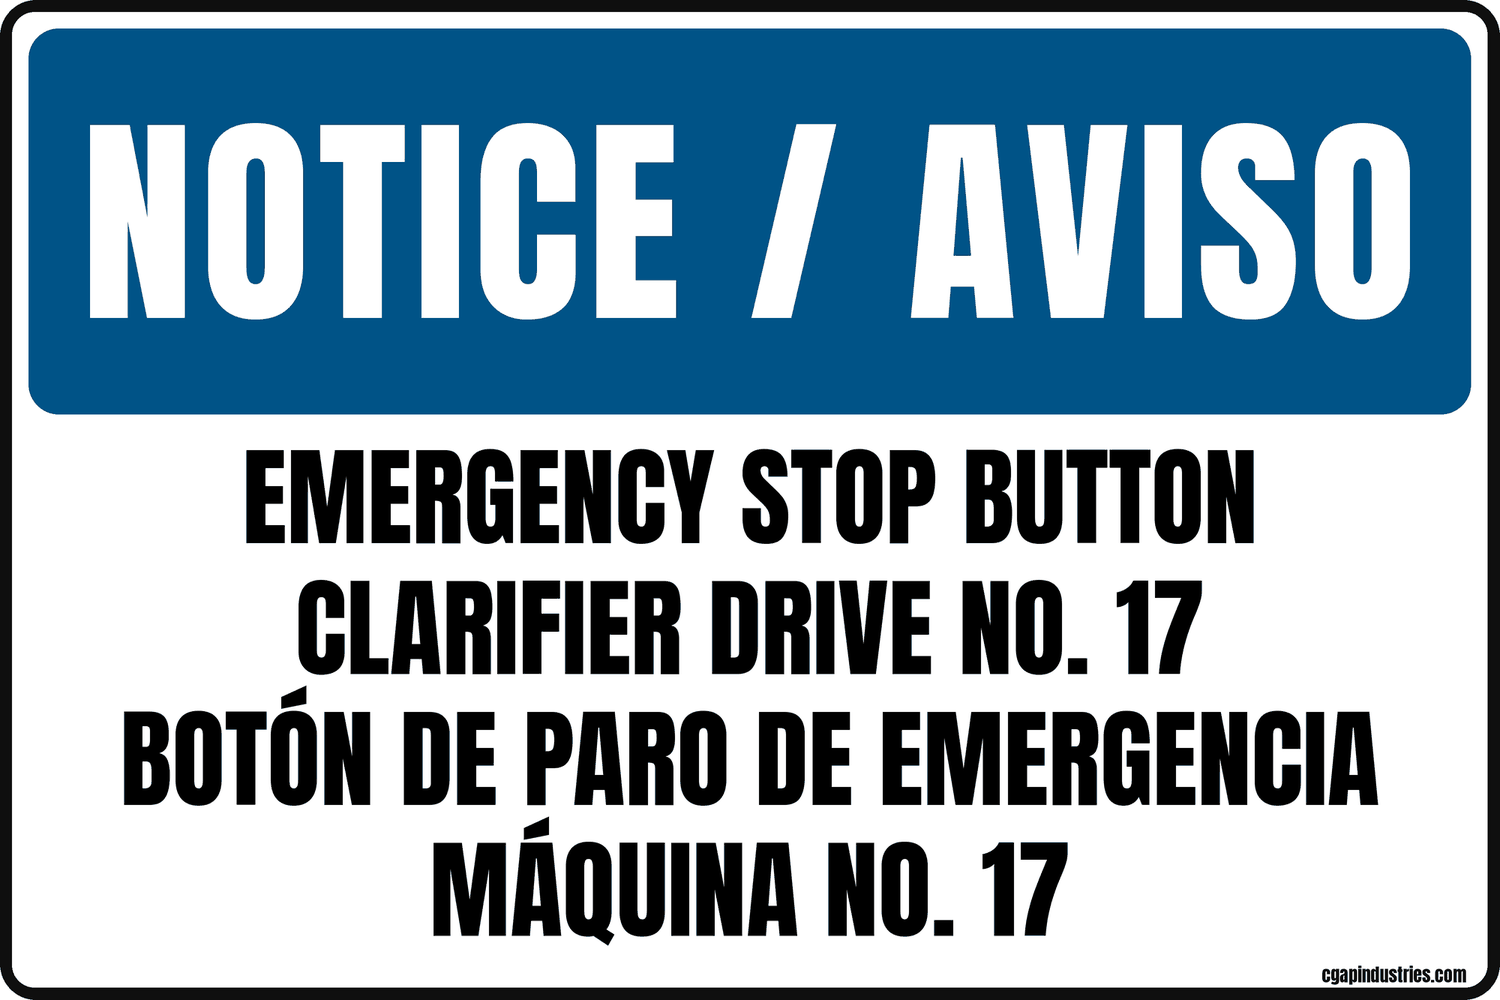 NOTICE / AVISO
EMERGENCY STOP BUTTON
CLARIFIER DRIVE NO. 17
BOTÓN DE PARO DE EMERGENCIA
MÁQUINA NO. 17
cgapindustries.com